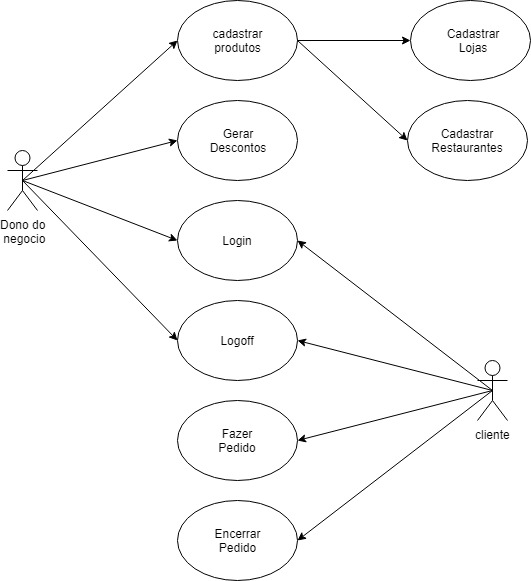 cadastrar
produtos
Cadastrar
Lojas
Gerar
Descontos
Cadastrar
Restaurantes
Dono do
negocio
Login
Logoff
cliente
Fazer
Pedido
Encerrar
Pedido